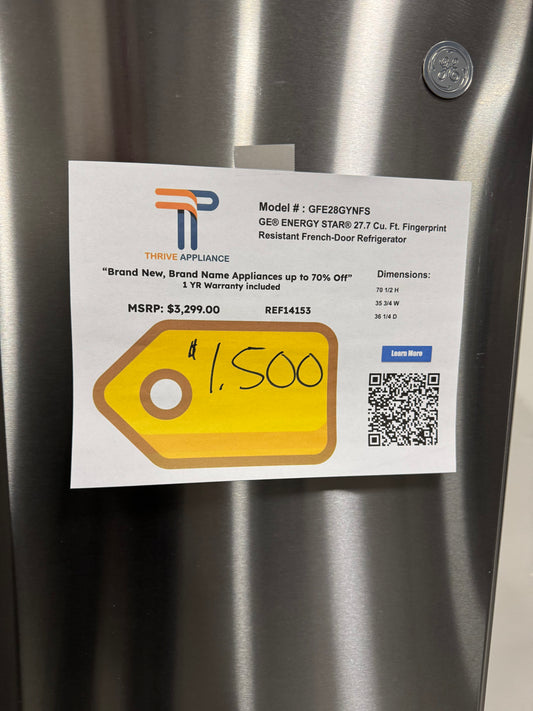 Model # : GFE28GYNFS
GE® ENERGY STAR® 27.7 Cu. Ft. Fingerprint
Resistant French-Door Refrigerator
THRIVE APPLIANCE
“Brand New, Brand Name Appliances up to 70% Off”
1 YR Warranty included
MSRP: $3,299.00
REF14153
Dimensions:
70 1/2 H
35 3/4 W
36 1/4 D
$1,500
Learn More